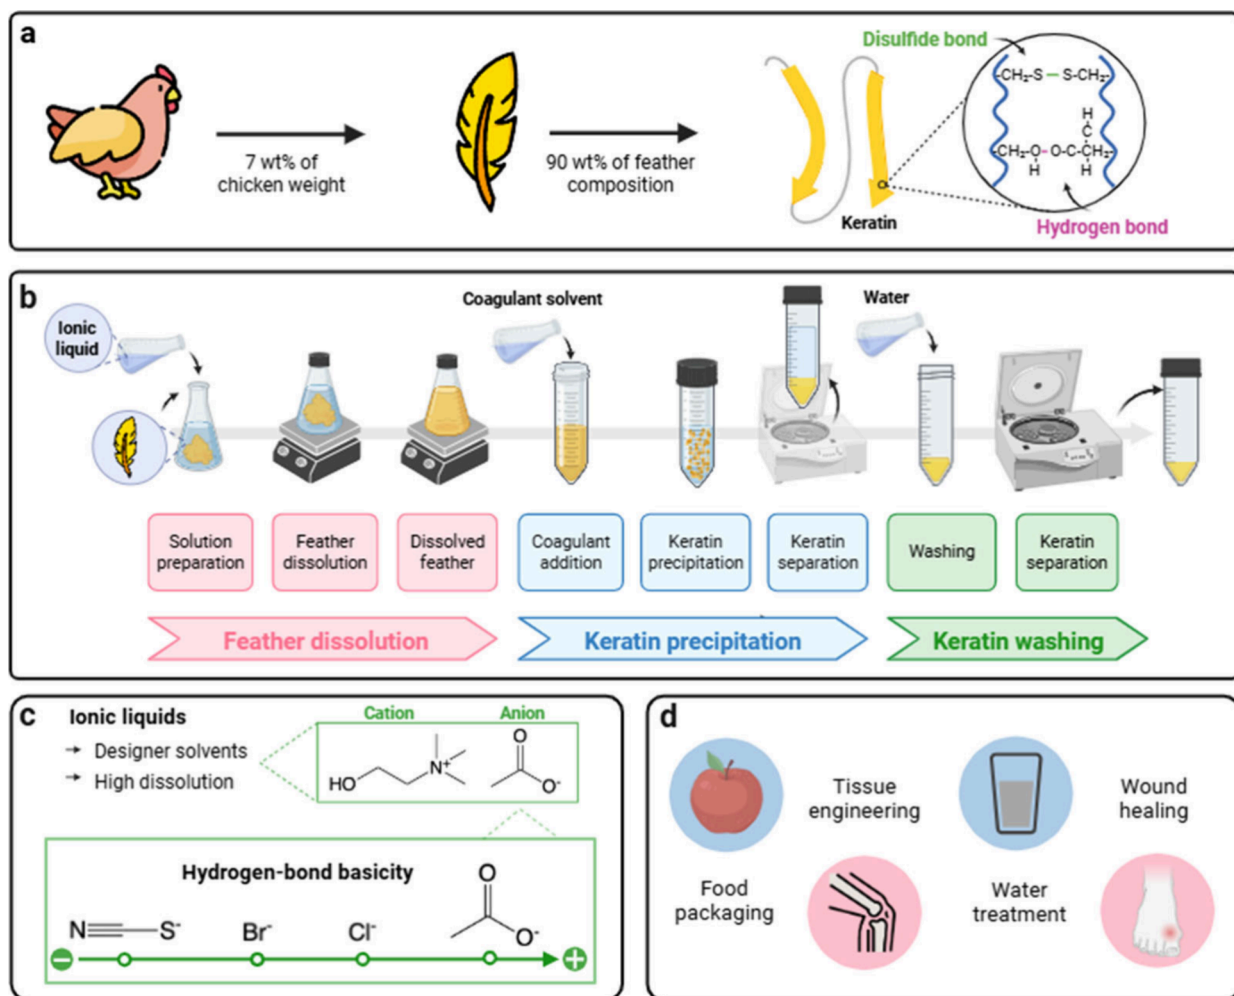 a
7 wt% of
chicken weight
90 wt% of feather
composition
Keratin
Disulfide bond
-CH₂-S – S-CH₂-
H
C
-CH₂-O - O-C-CH₂-
H H
Hydrogen bond
b
Ionic
liquid
Coagulant solvent
Water
Solution
preparation
Feather
dissolution
Dissolved
feather
Coagulant
addition
Keratin
precipitation
Keratin
separation
Washing
Keratin
separation
Feather dissolution
Keratin precipitation
Keratin washing
c
Ionic liquids
→ Designer solvents
→ High dissolution
Cation
Anion
HO
N⁺
O
O⁻
Hydrogen-bond basicity
N
S⁻
Br⁻
Cl⁻
O
O⁻
−
+
d
Tissue
engineering
Wound
healing
Food
packaging
Water
treatment